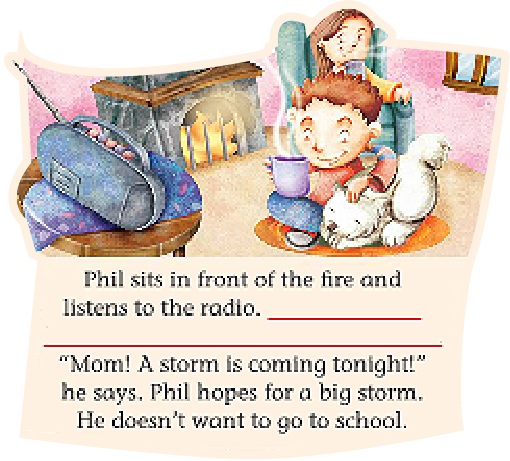 Phil sits in front of the fire and
listens to the radio.
“Mom! A storm is coming tonight!”
he says. Phil hopes for a big storm.
He doesn’t want to go to school.